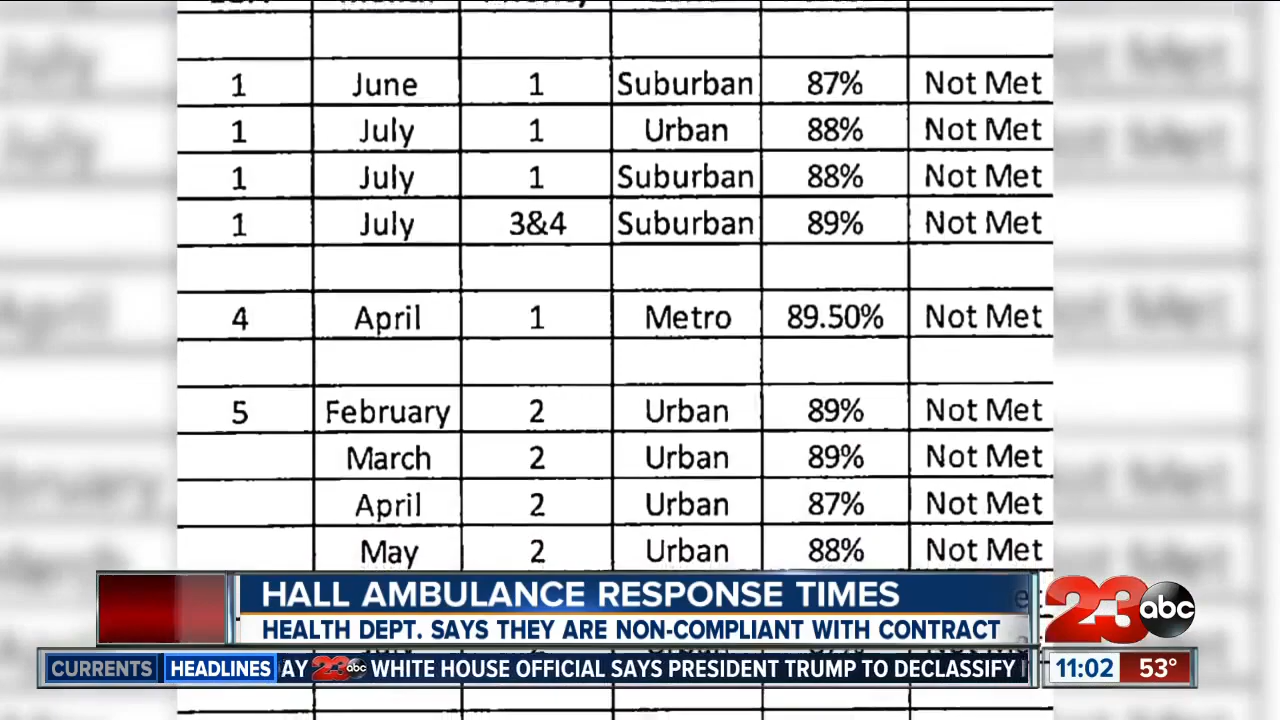 1 June 1 Suburban 87% Not Met
1 July 1 Urban 88% Not Met
1 July 1 Suburban 88% Not Met
1 July 3&4 Suburban 89% Not Met
4 April 1 Metro 89.50% Not Met
5 February 2 Urban 89% Not Met
March 2 Urban 89% Not Met
April 2 Urban 87% Not Met
May 2 Urban 88% Not Met
HALL AMBULANCE RESPONSE TIMES
HEALTH DEPT. SAYS THEY ARE NON-COMPLIANT WITH CONTRACT
23 abc
CURRENTS HEADLINES AY 23 abc WHITE HOUSE OFFICIAL SAYS PRESIDENT TRUMP TO DECLASSIFY
11:02 53°